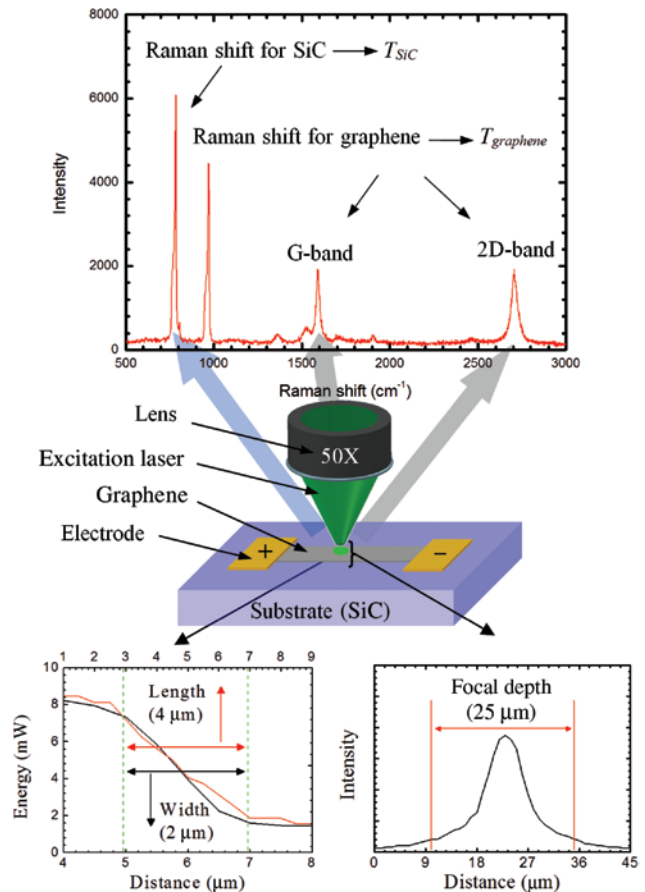 8000
6000
4000
2000
0
Intensity
Raman shift for SiC → T_SiC
Raman shift for graphene → T_graphene
G-band
2D-band
500 1000 1500 2000 2500 3000
Raman shift (cm⁻¹)
Lens
50X
Excitation laser
Graphene
Electrode
+
−
Substrate (SiC)
1 2 3 4 5 6 7 8 9
10
8
6
4
2
0
Energy (mW)
Length
(4 μm)
Width
(2 μm)
4 5 6 7 8
Distance (μm)
Focal depth
(25 μm)
Intensity
0 9 18 27 36 45
Distance (μm)